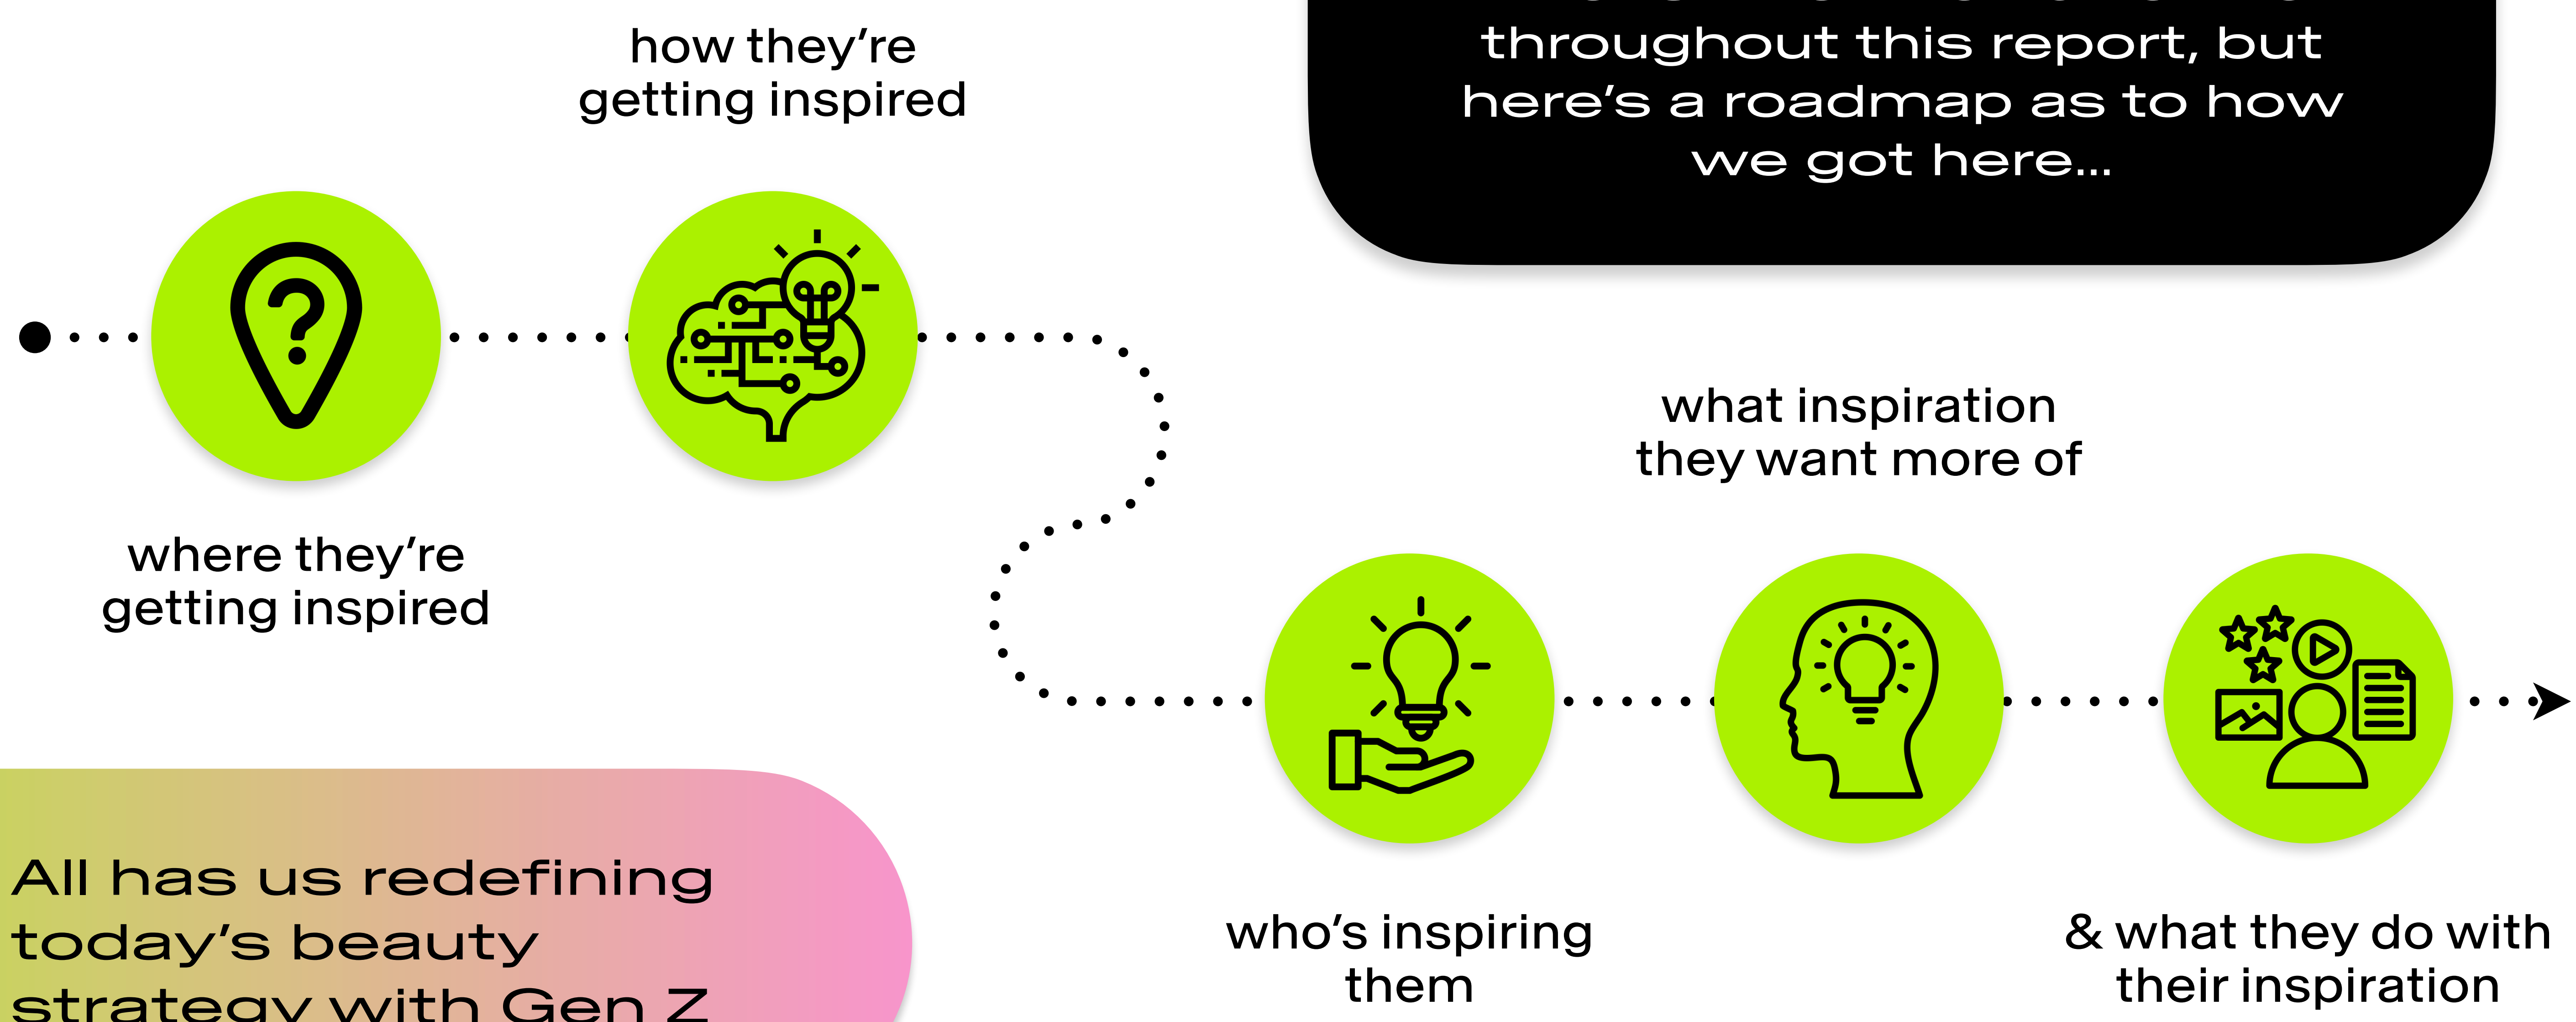 how they're
getting inspired
throughout this report, but
here's a roadmap as to how
we got here...
where they're
getting inspired
what inspiration
they want more of
who's inspiring
them
& what they do with
their inspiration
All has us redefining
today's beauty
strategy with Gen Z